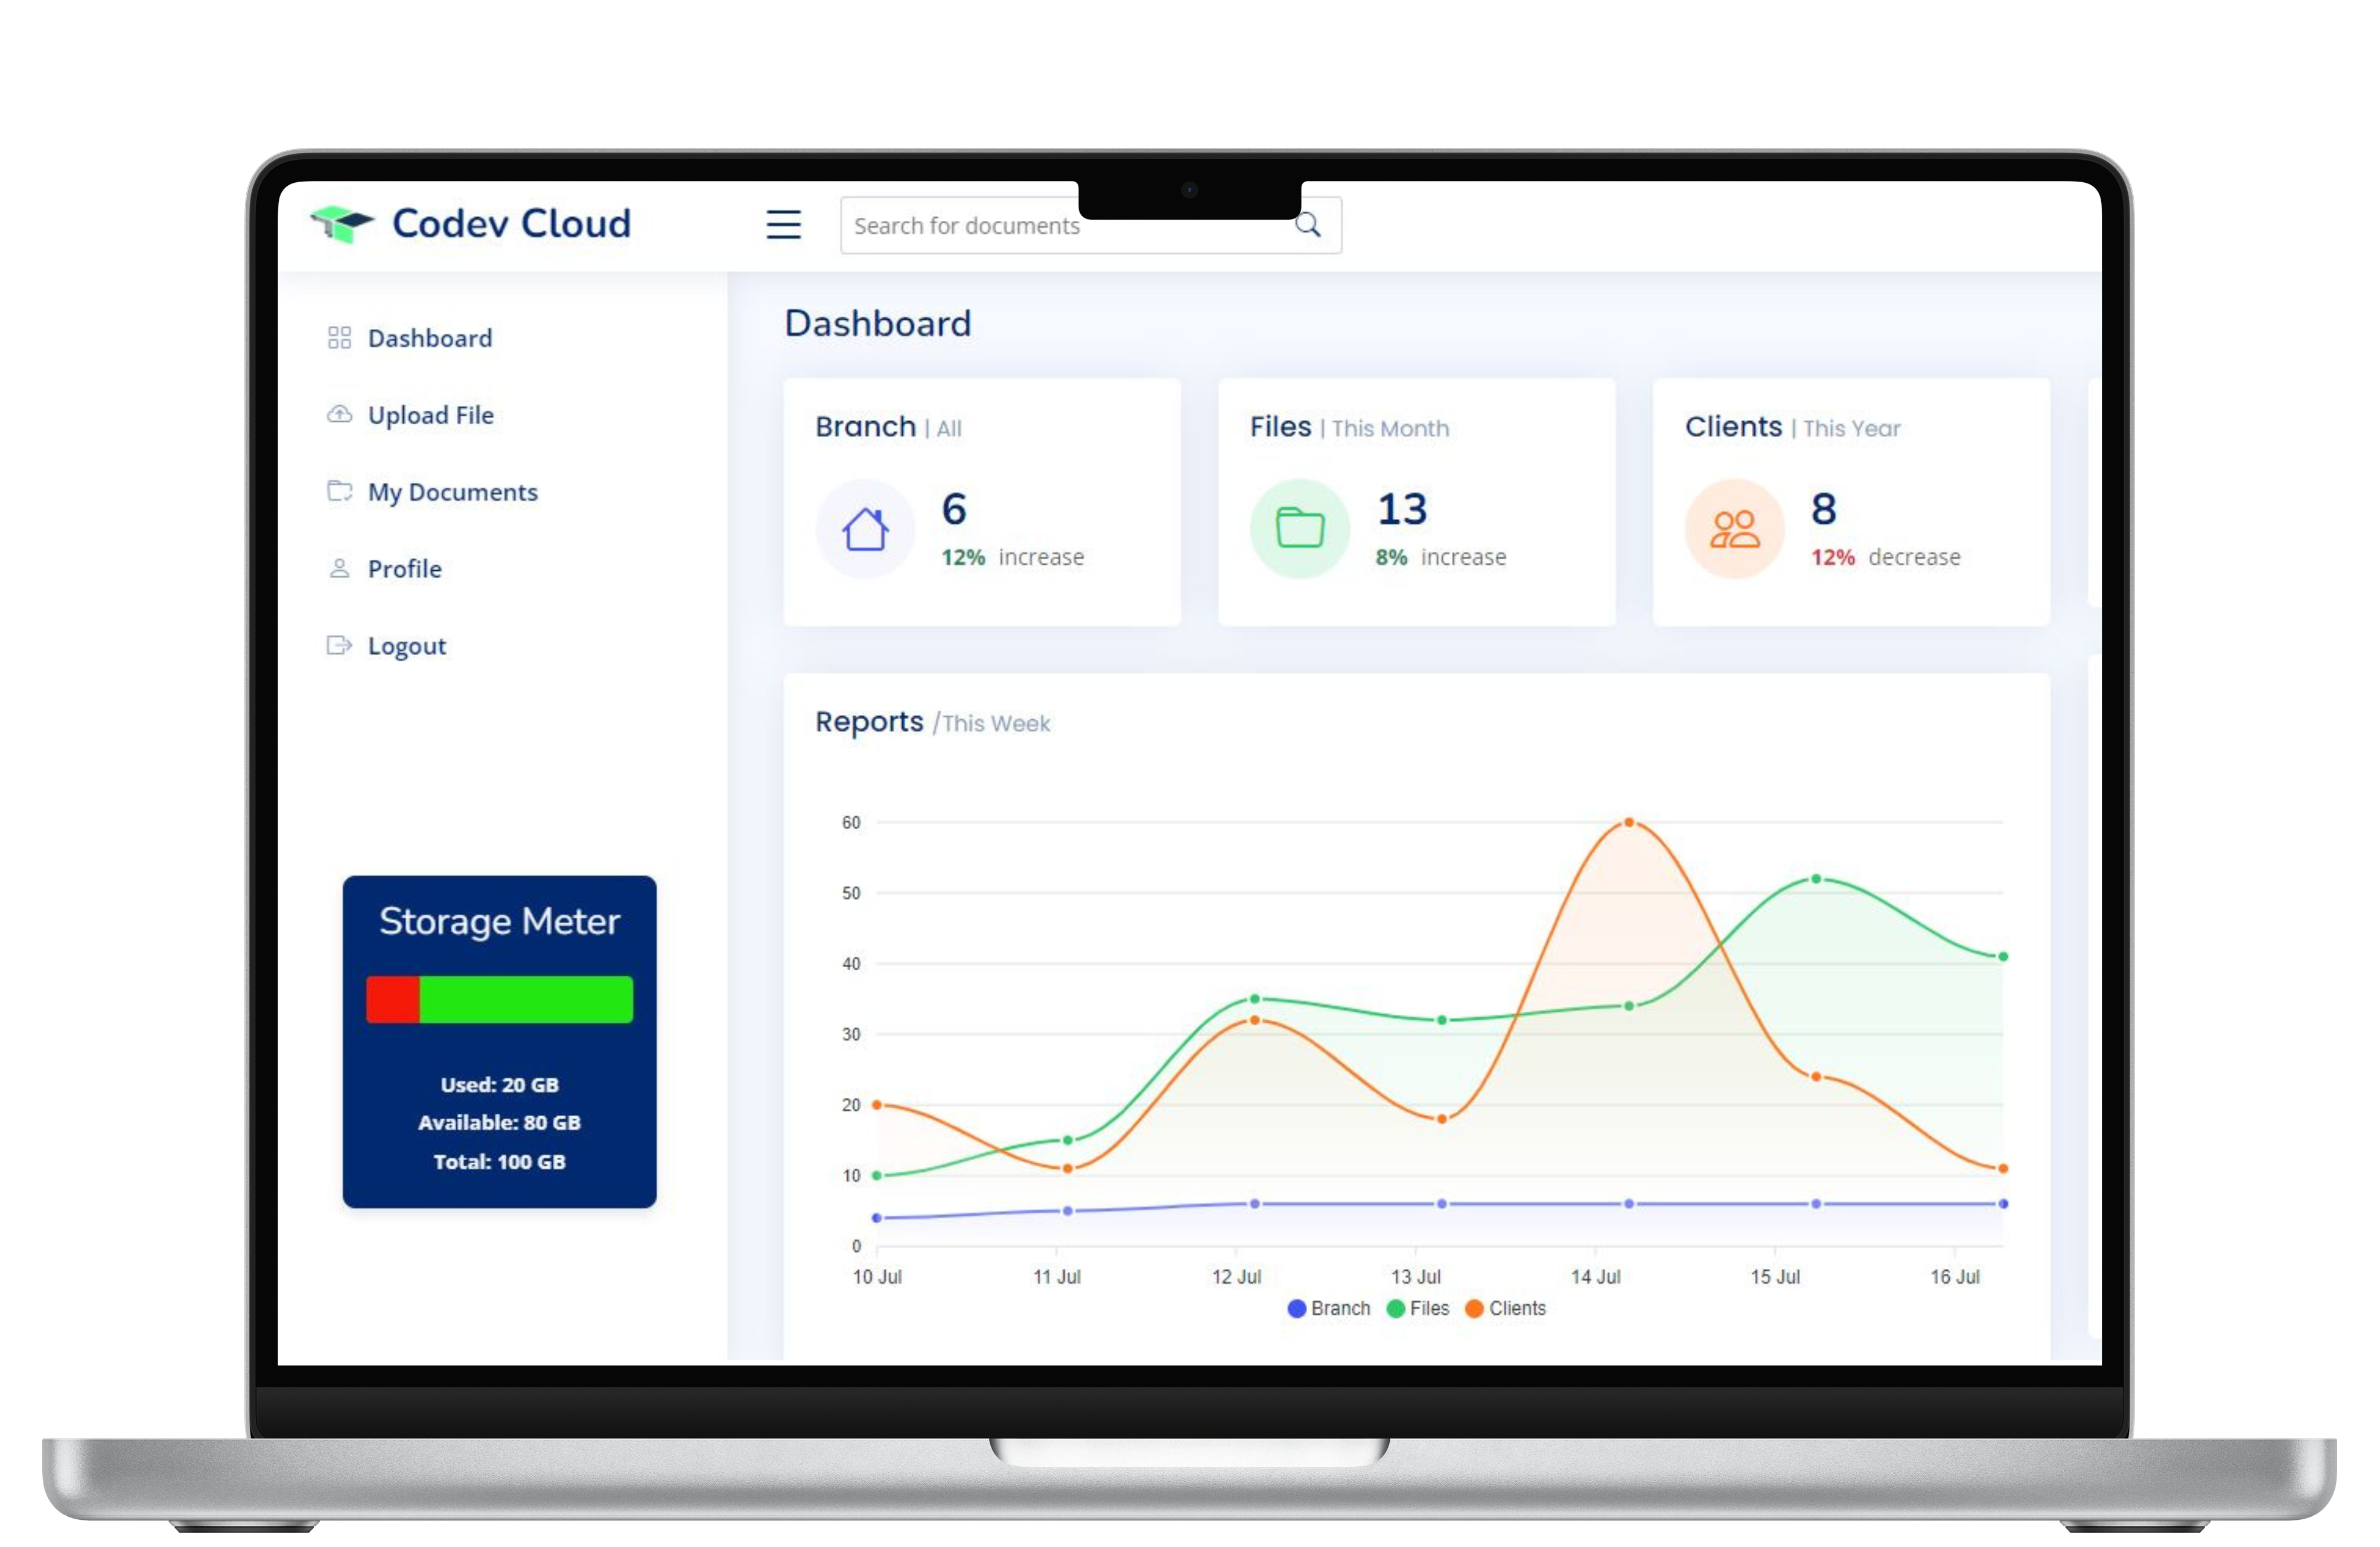 Codev Cloud
Search for documents
Dashboard
Upload File
My Documents
Profile
Logout
Storage Meter
Used: 20 GB
Available: 80 GB
Total: 100 GB
Dashboard
Branch | All
6
12% increase
Files | This Month
13
8% increase
Clients | This Year
8
12% decrease
Reports /This Week
60
50
40
30
20
10
0
10 Jul 11 Jul 12 Jul 13 Jul 14 Jul 15 Jul 16 Jul
Branch Files Clients